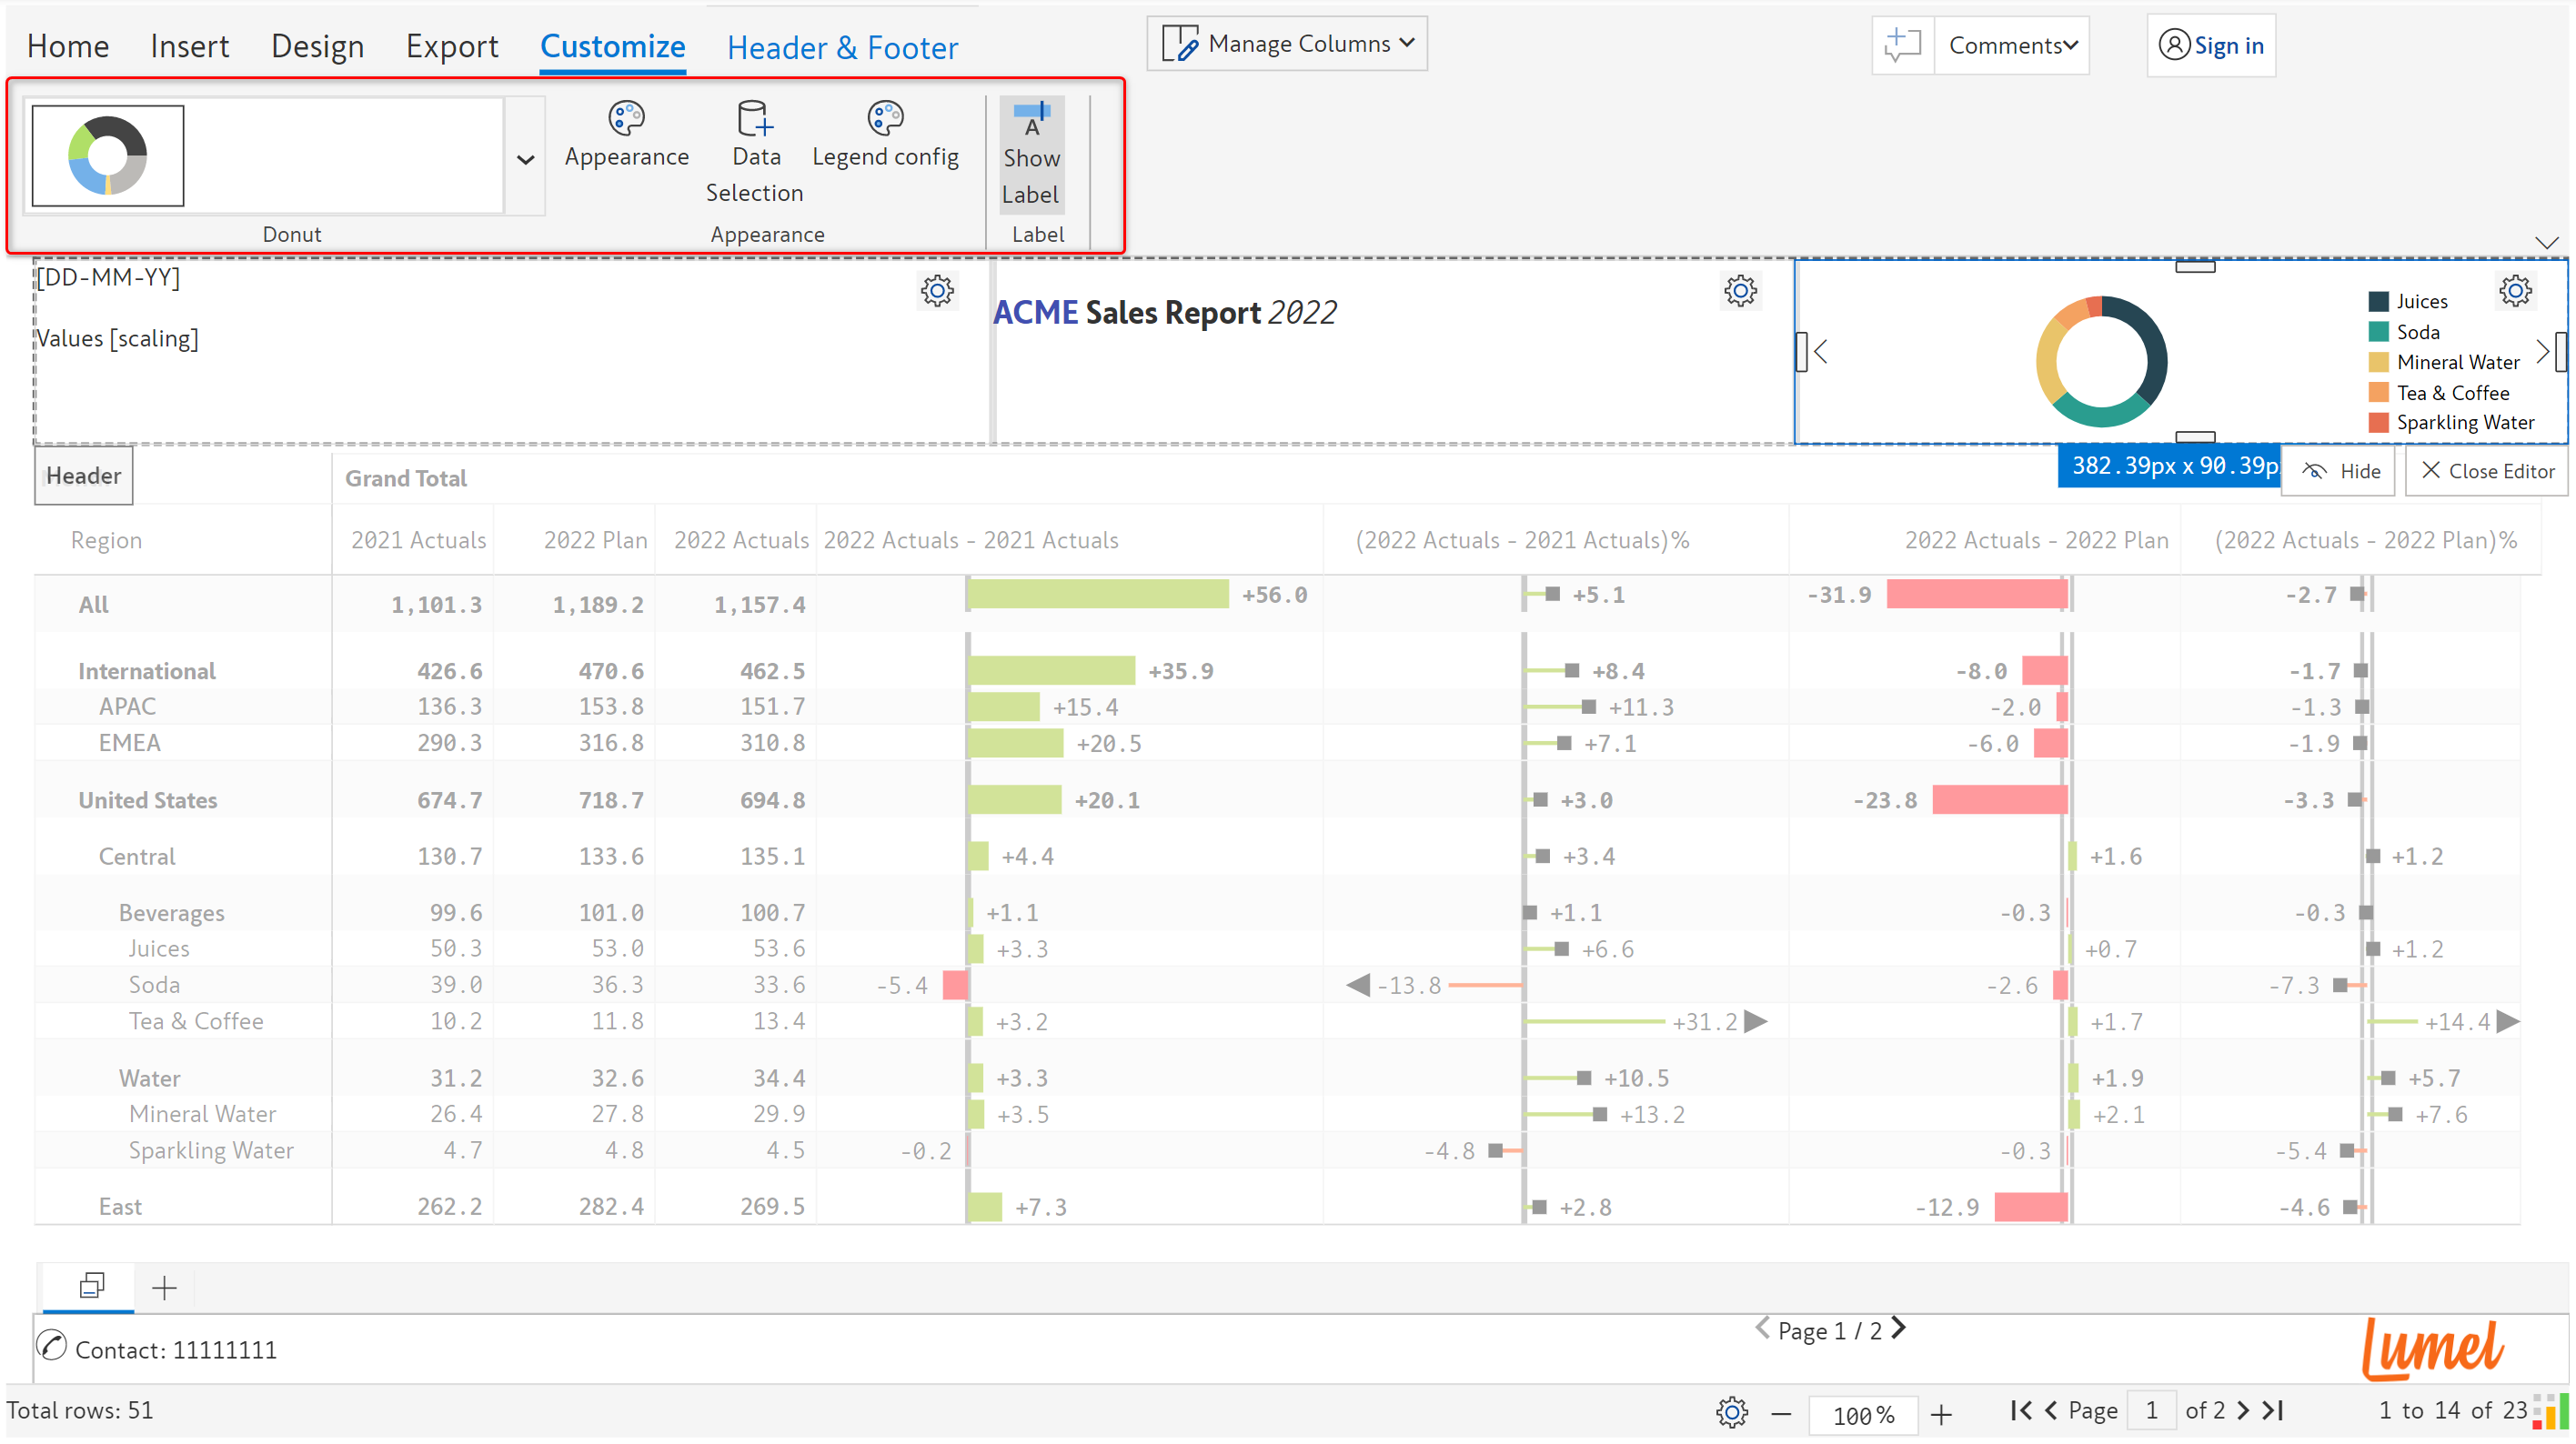 Home Insert Design Export Customize Header & Footer Manage Columns Comments Sign in
Appearance Data Selection Legend config Show Label
Donut Appearance Label
[DD-MM-YY]
Values [scaling]
ACME Sales Report 2022
Juices
Soda
Mineral Water
Tea & Coffee
Sparkling Water
382.39px x 90.39p Hide Close Editor
Header Grand Total
Region 2021 Actuals 2022 Plan 2022 Actuals 2022 Actuals - 2021 Actuals (2022 Actuals - 2021 Actuals)% 2022 Actuals - 2022 Plan (2022 Actuals - 2022 Plan)%
All 1,101.3 1,189.2 1,157.4 +56.0 +5.1 -31.9 -2.7
International 426.6 470.6 462.5 +35.9 +8.4 -8.0 -1.7
APAC 136.3 153.8 151.7 +15.4 +11.3 -2.0 -1.3
EMEA 290.3 316.8 310.8 +20.5 +7.1 -6.0 -1.9
United States 674.7 718.7 694.8 +20.1 +3.0 -23.8 -3.3
Central 130.7 133.6 135.1 +4.4 +3.4 +1.6 +1.2
Beverages 99.6 101.0 100.7 +1.1 +1.1 -0.3 -0.3
Juices 50.3 53.0 53.6 +3.3 +6.6 +0.7 +1.2
Soda 39.0 36.3 33.6 -5.4 -13.8 -2.6 -7.3
Tea & Coffee 10.2 11.8 13.4 +3.2 +31.2 +1.7 +14.4
Water 31.2 32.6 34.4 +3.3 +10.5 +1.9 +5.7
Mineral Water 26.4 27.8 29.9 +3.5 +13.2 +2.1 +7.6
Sparkling Water 4.7 4.8 4.5 -0.2 -4.8 -0.3 -5.4
East 262.2 282.4 269.5 +7.3 +2.8 -12.9 -4.6
Contact: 11111111 Page 1 / 2 Lumel
Total rows: 51 100% Page 1 of 2 1 to 14 of 23